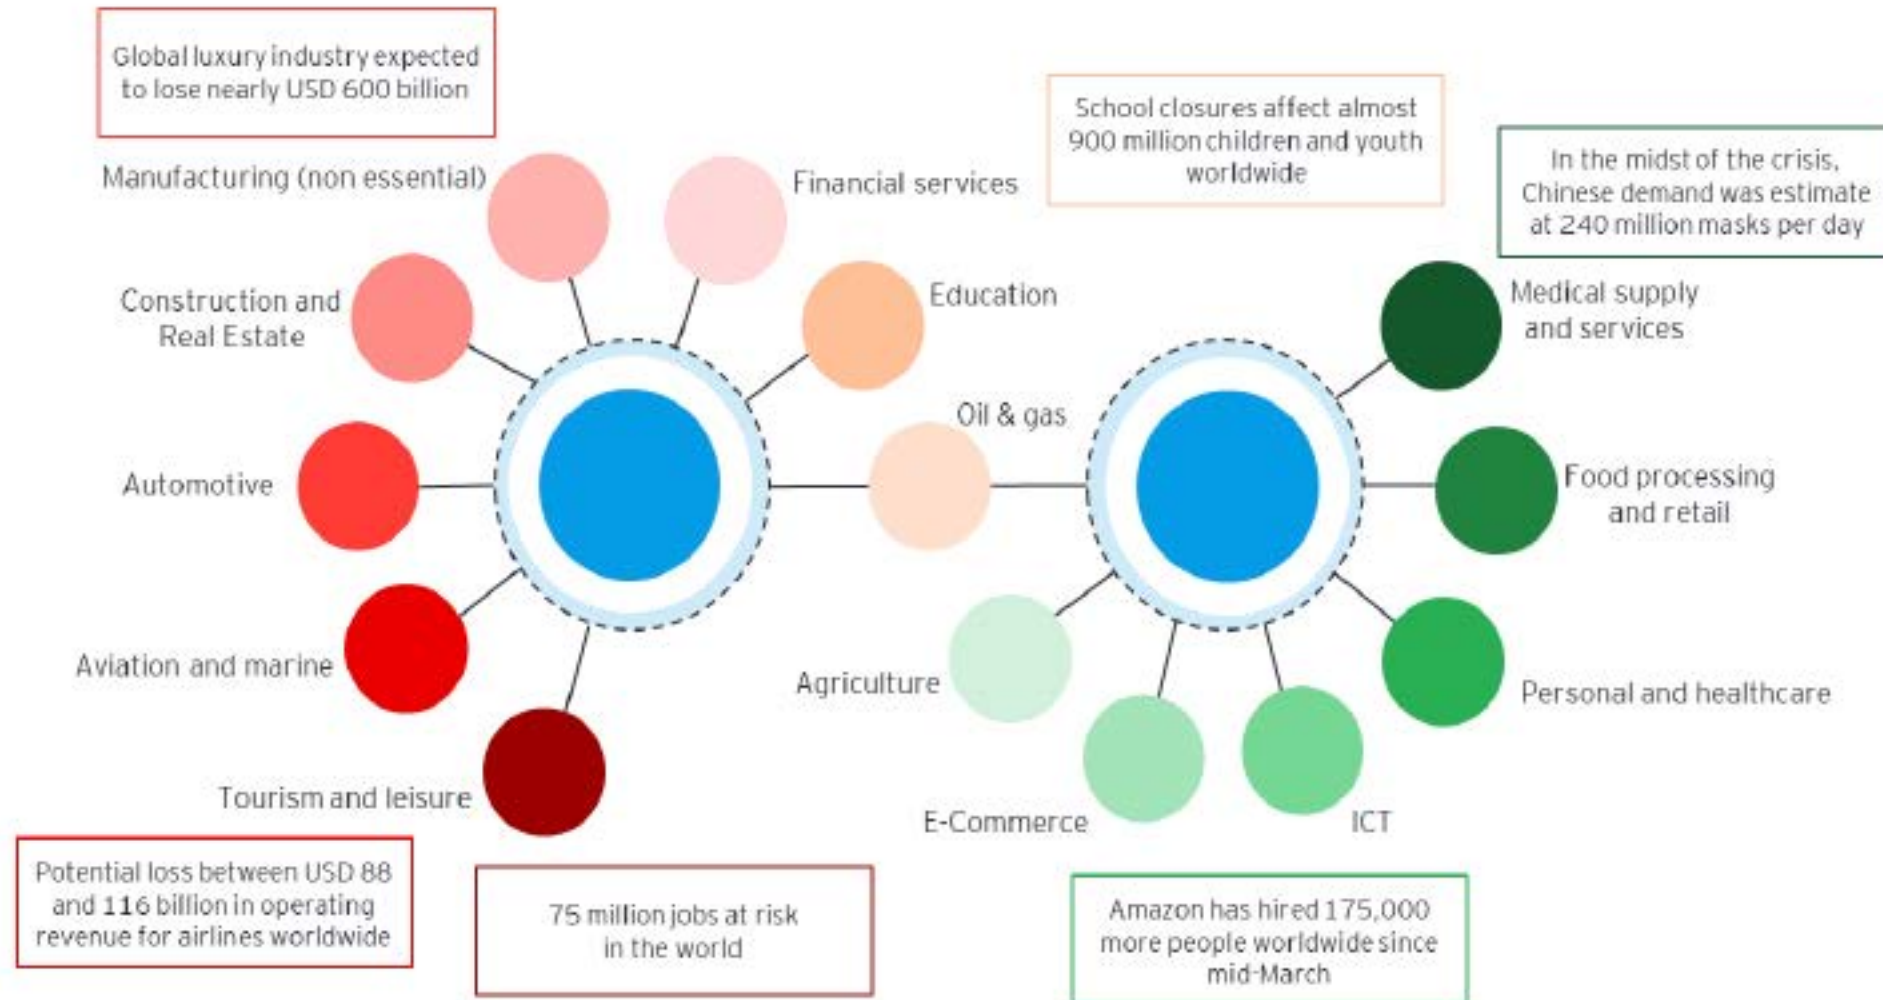 Global luxury industry expected
to lose nearly USD 600 billion
School closures affect almost
900 million children and youth
worldwide
In the midst of the crisis,
Chinese demand was estimate
at 240 million masks per day
Manufacturing (non essential)
Financial services
Construction and
Real Estate
Education
Medical supply
and services
Oil & gas
Automotive
Food processing
and retail
Aviation and marine
Agriculture
Personal and healthcare
Tourism and leisure
E-Commerce
ICT
Potential loss between USD 88
and 116 billion in operating
revenue for airlines worldwide
75 million jobs at risk
in the world
Amazon has hired 175,000
more people worldwide since
mid-March